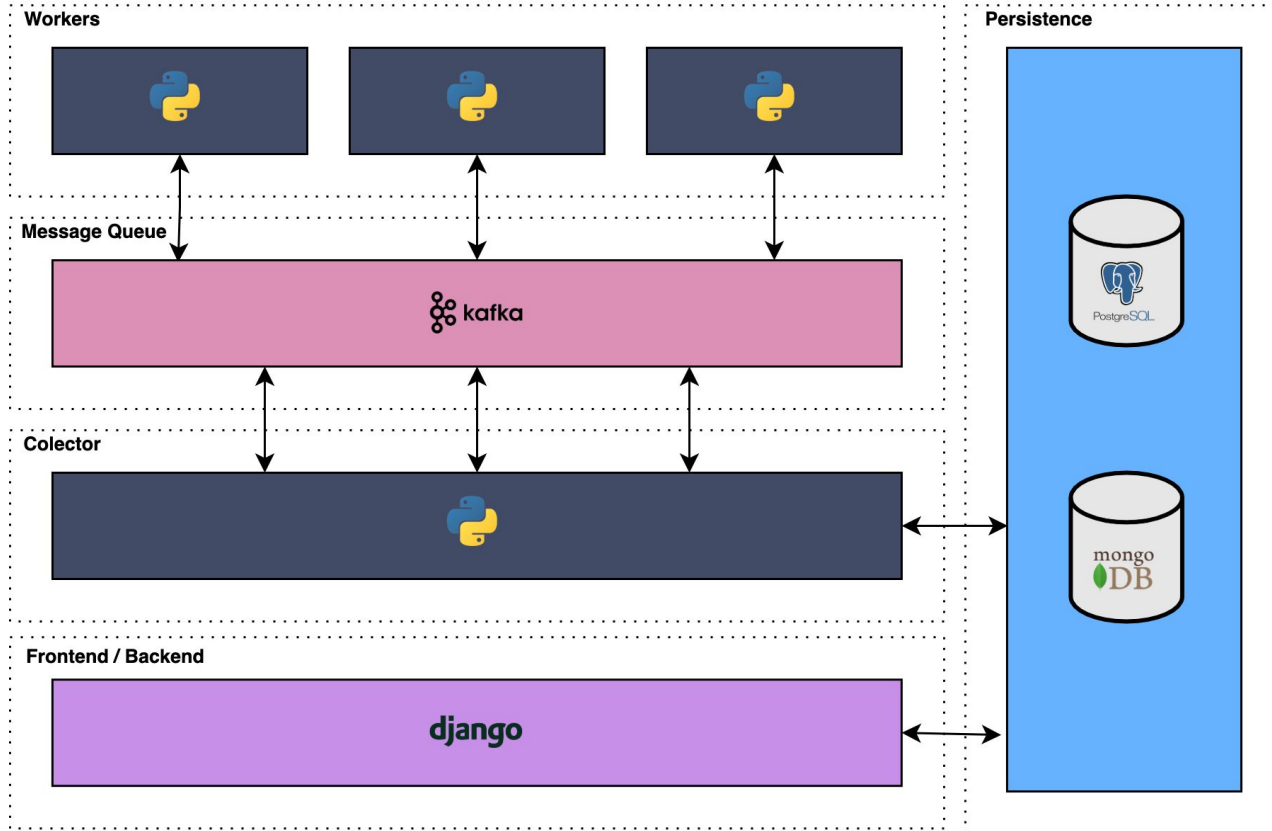 Workers
Persistence
Message Queue
kafka
PostgreSQL
Colector
mongo
DB
Frontend / Backend
django